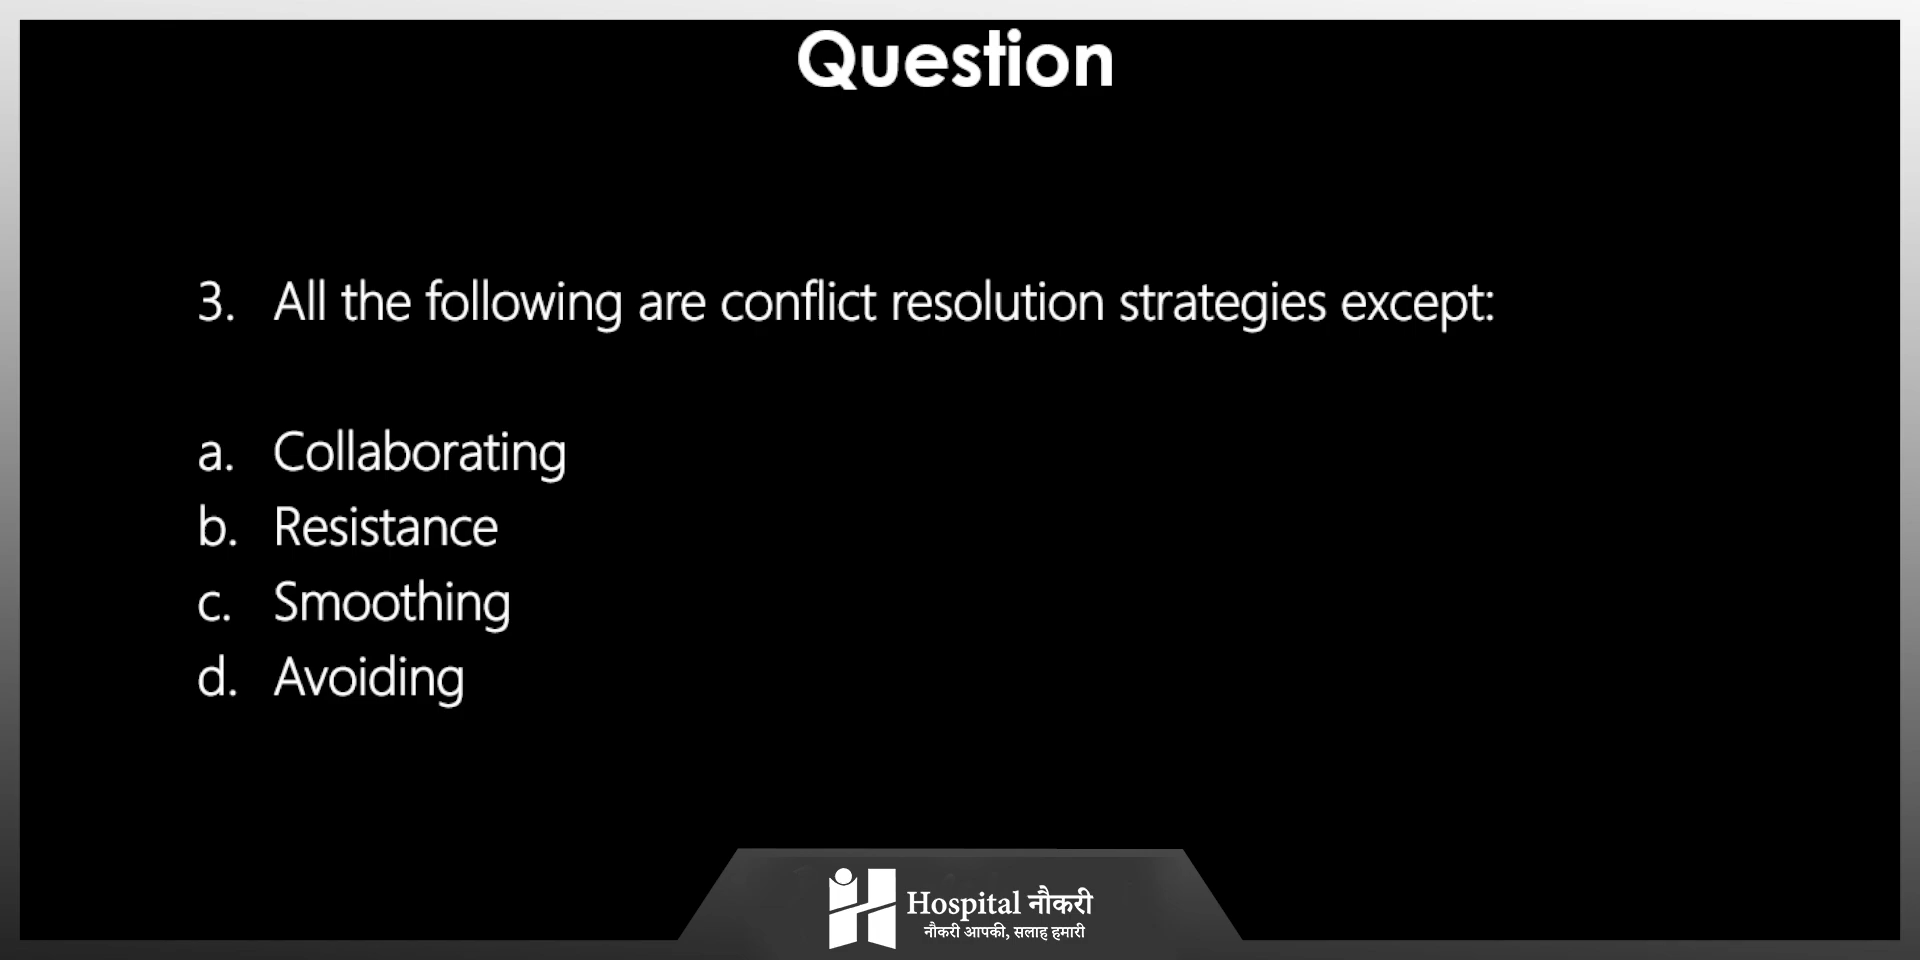 Question
3. All the following are conflict resolution strategies except:
a. Collaborating
b. Resistance
c. Smoothing
d. Avoiding
Hospital नौकरी
नौकरी आपकी, सलाह हमारी